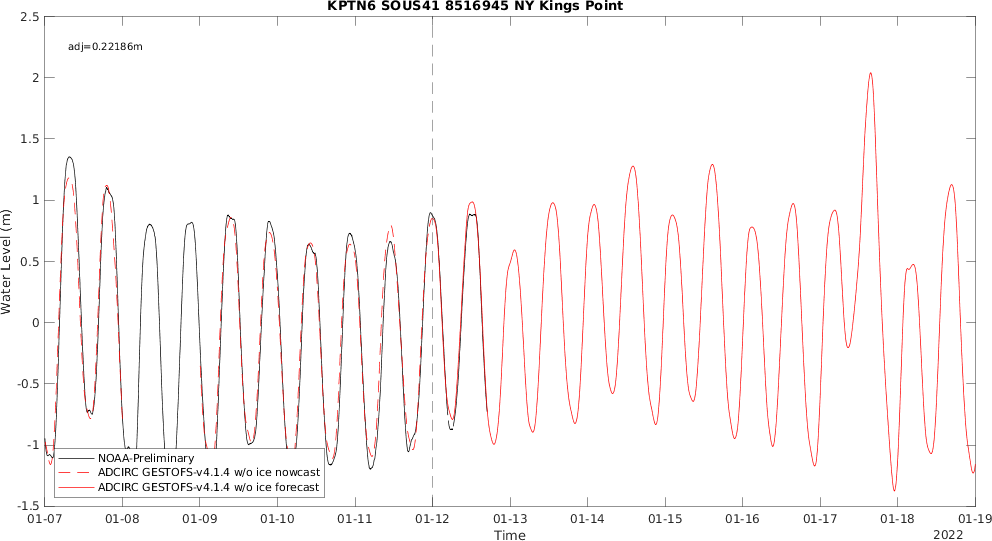 KPTN6 SOUS41 8516945 NY Kings Point
adj=0.22186m
2.5
2
1.5
1
0.5
0
-0.5
-1
-1.5
Water Level (m)
NOAA-Preliminary
ADCIRC GESTOFS-v4.1.4 w/o ice nowcast
ADCIRC GESTOFS-v4.1.4 w/o ice forecast
01-07 01-08 01-09 01-10 01-11 01-12 01-13 01-14 01-15 01-16 01-17 01-18 01-19
Time
2022